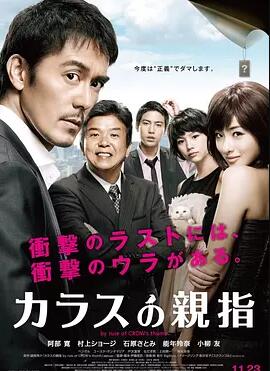 今度は"正義"でダマします。
?
衝撃のラストには、
衝撃のウラがある。
カラスの親指
by rule of CROW's thumb
阿部 寛 村上ショージ 石原さとみ 能年玲奈 小柳 友
11.23